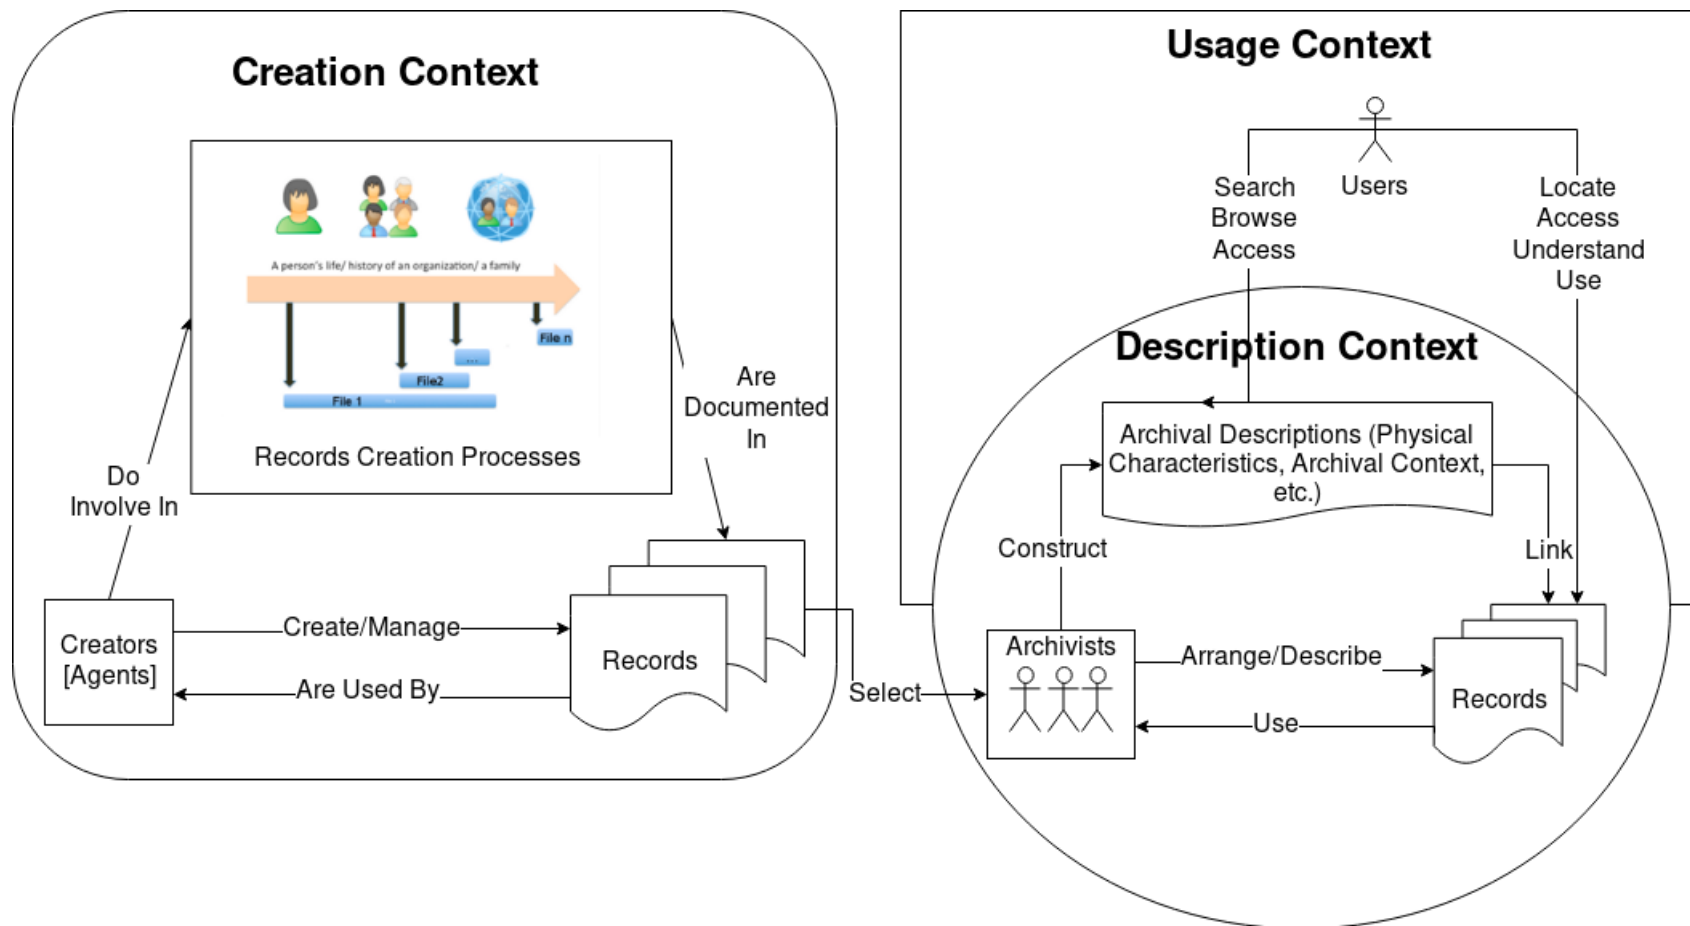 Creation Context
A person's life/ history of an organization/ a family
File n
...
File2
File 1
Records Creation Processes
Do
Involve In
Are
Documented
In
Creators
[Agents]
Create/Manage
Are Used By
Records
Select
Usage Context
Users
Search
Browse
Access
Locate
Access
Understand
Use
Description Context
Archival Descriptions (Physical
Characteristics, Archival Context,
etc.)
Construct
Link
Archivists
Arrange/Describe
Use
Records